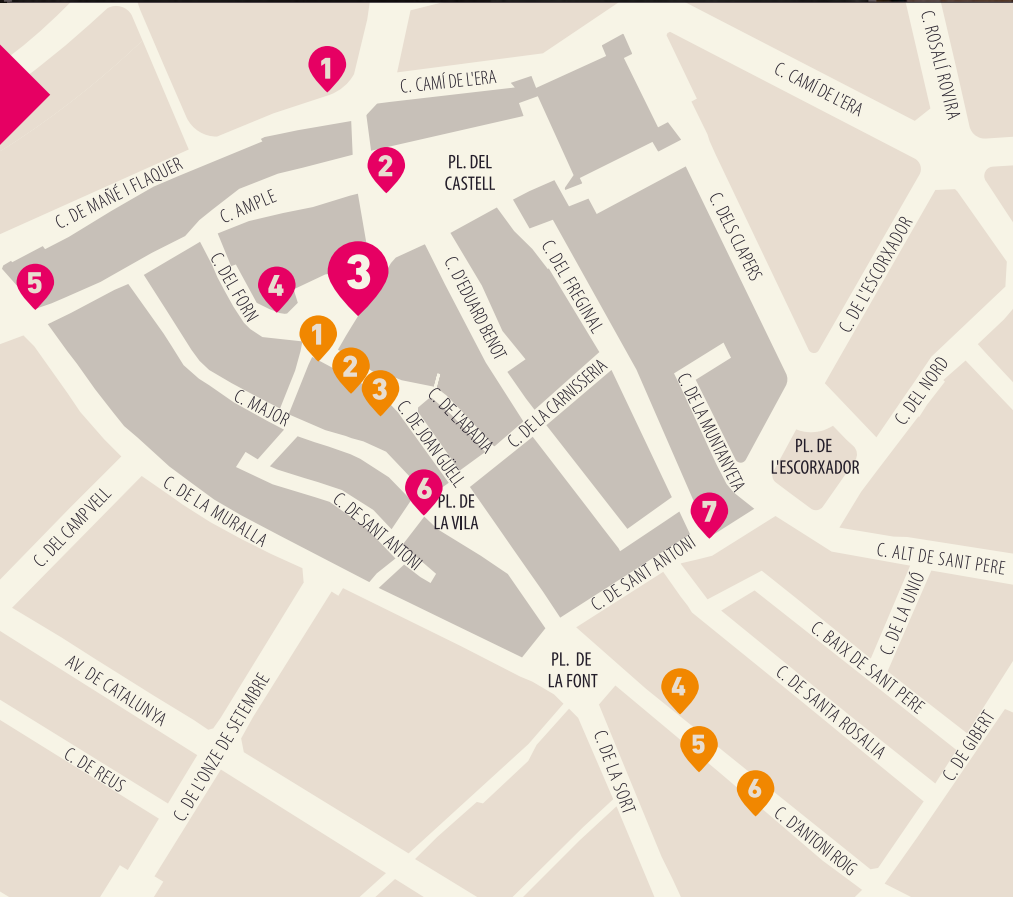 C. ROSALÍ ROVIRA
1
C. CAMÍ DE L'ERA
C. CAMÍ DE L'ERA
2
PL. DEL
CASTELL
C. DE MAÑÉ I FLAQUER
C. AMPLE
C. DELS CLAPERS
5
4
3
C. DEL FORN
C. D'EDUARD BENOT
C. DEL FREGINAL
C. DE L'ESCORXADOR
1
2
3
C. MAJOR
C. DE JOAN GÜELL
C. DE L'ABADIA
C. DE LA CARNISSERIA
C. DE LA MUNTANYETA
C. DEL NORD
PL. DE
L'ESCORXADOR
6
PL. DE
LA VILA
7
C. DEL CAMP VELL
C. DE LA MURALLA
C. DE SANT ANTONI
C. DE SANT ANTONI
C. ALT DE SANT PERE
C. DE LA UNIÓ
C. BAIX DE SANT PERE
C. DE SANTA ROSALIA
PL. DE
LA FONT
4
5
6
AV. DE CATALUNYA
C. DE REUS
C. DE L'ONZE DE SETEMBRE
C. DE LA SORT
C. D'ANTONI ROIG
C. DE GIBERT